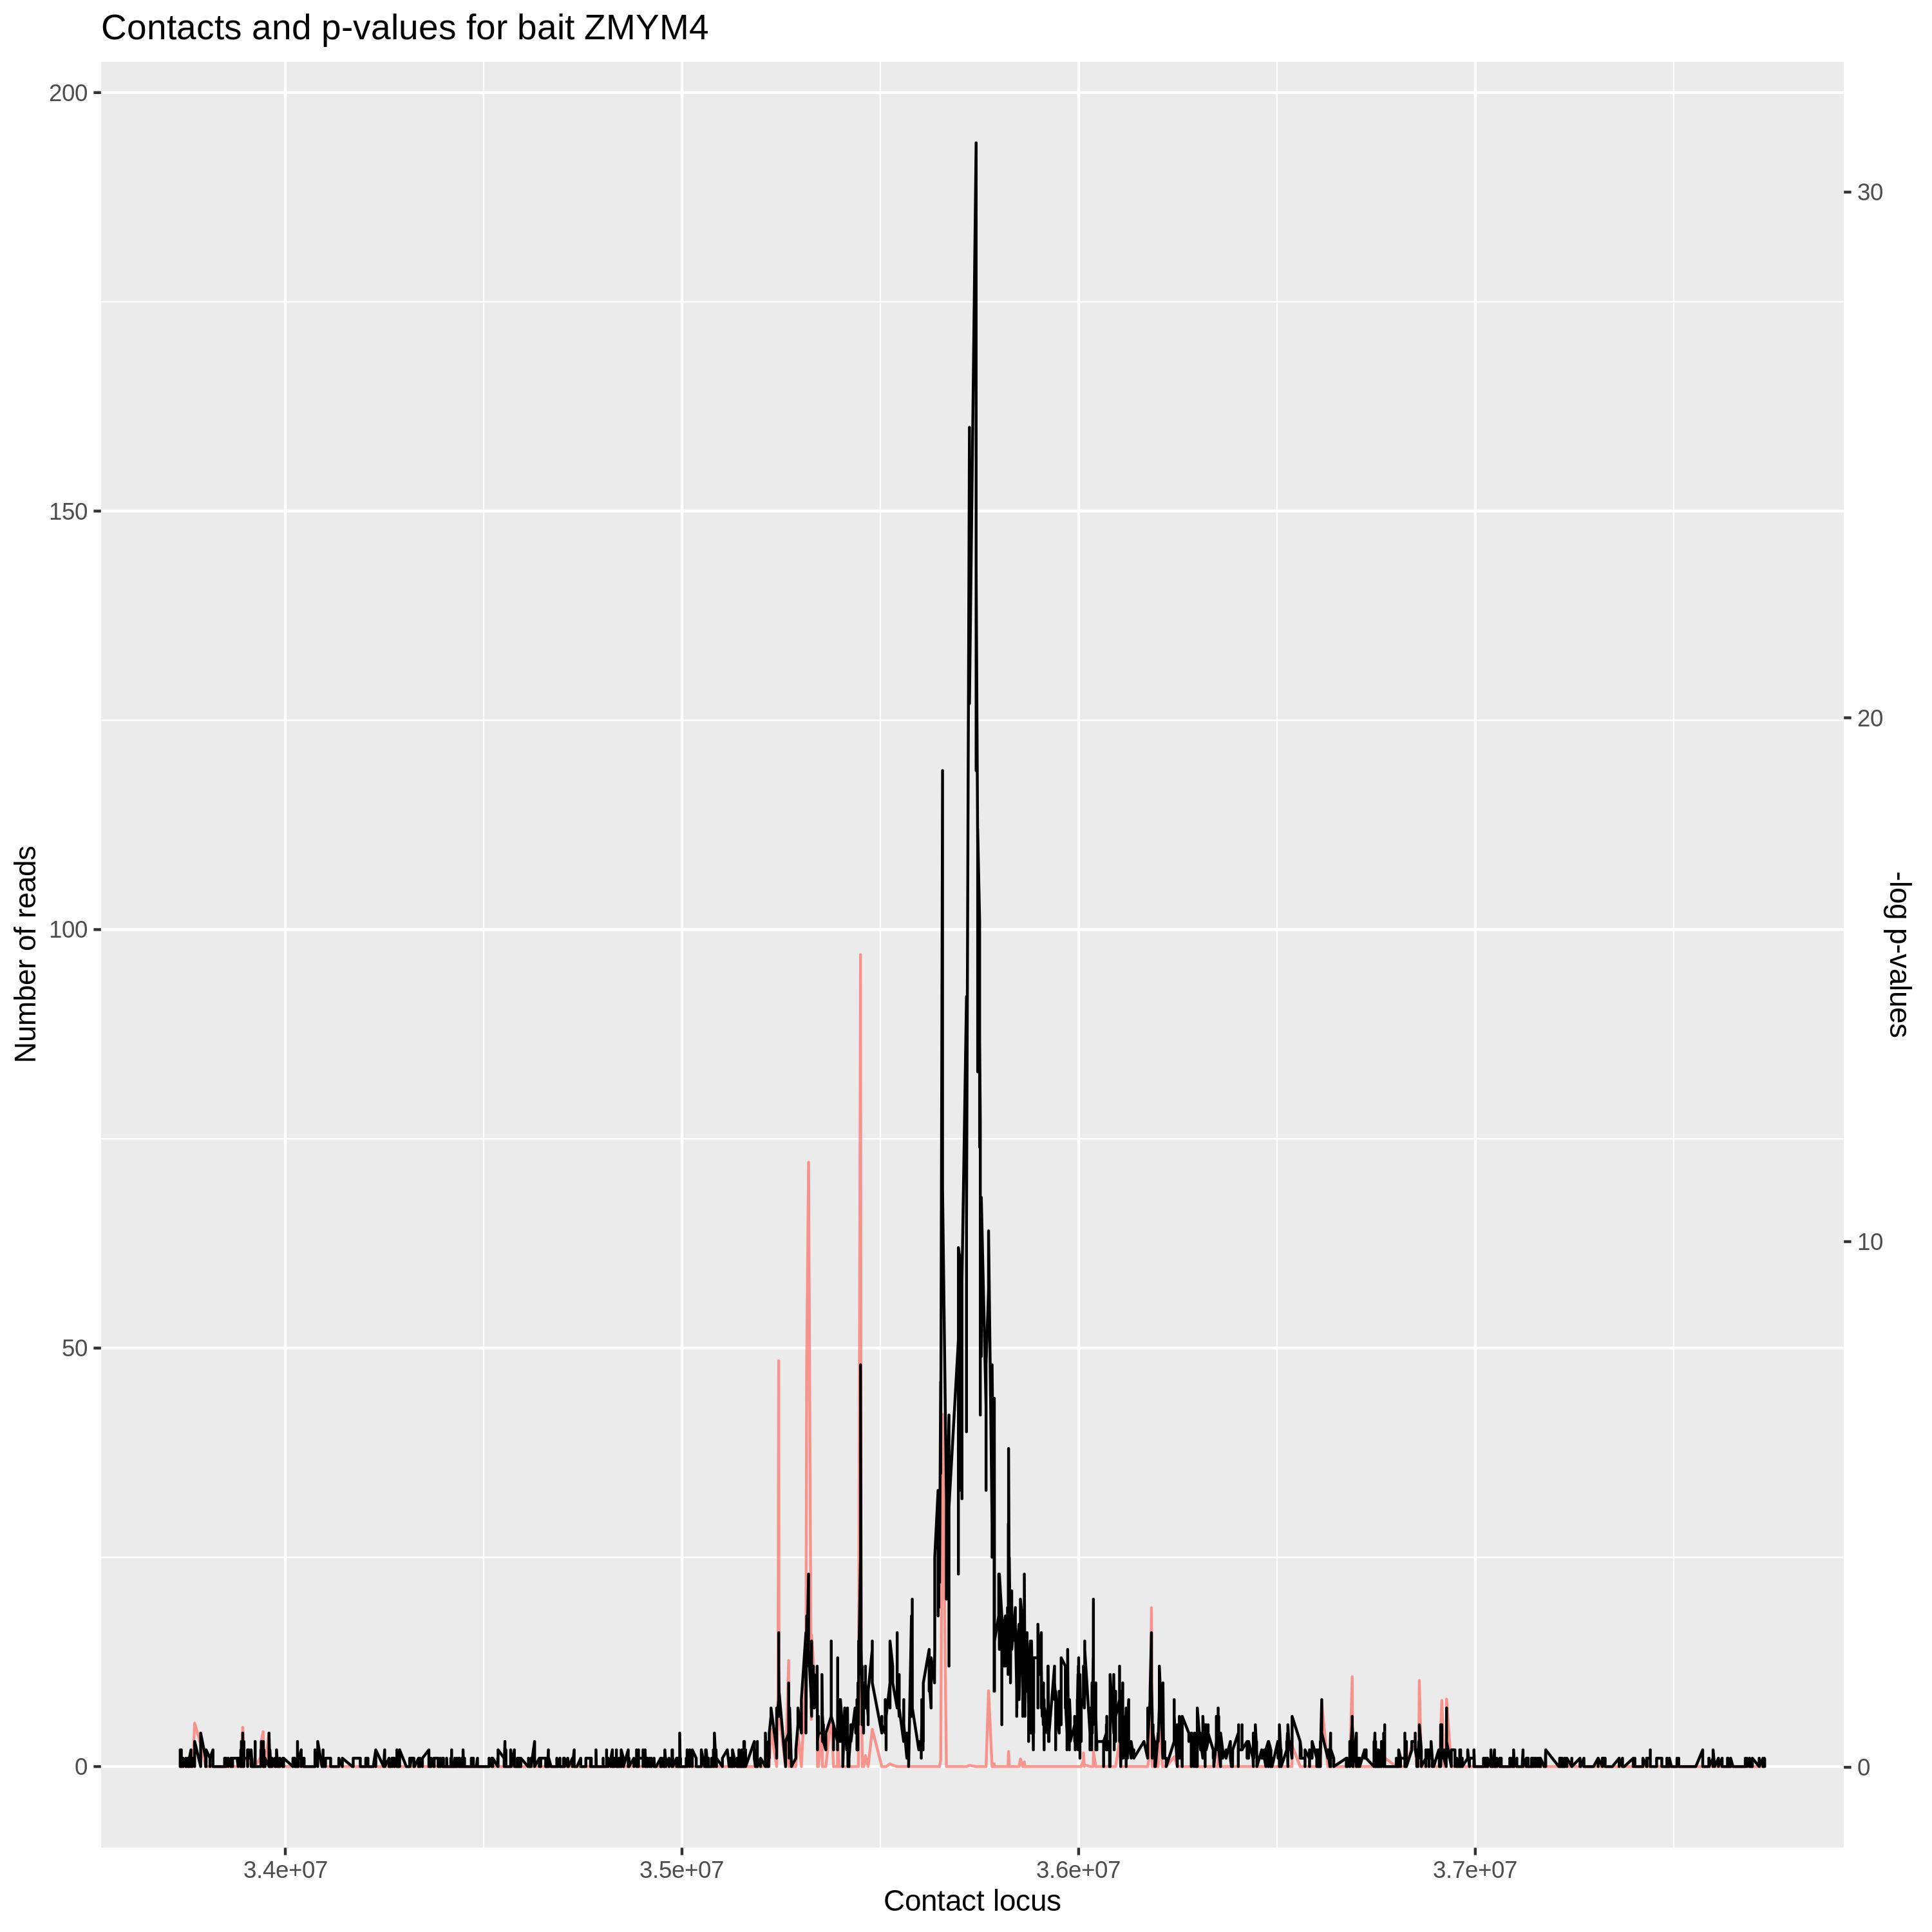 Contacts and p-values for bait ZMYM4
200
150
100
50
0
Number of reads
30
20
10
0
-log p-values
3.4e+07
3.5e+07
3.6e+07
3.7e+07
Contact locus